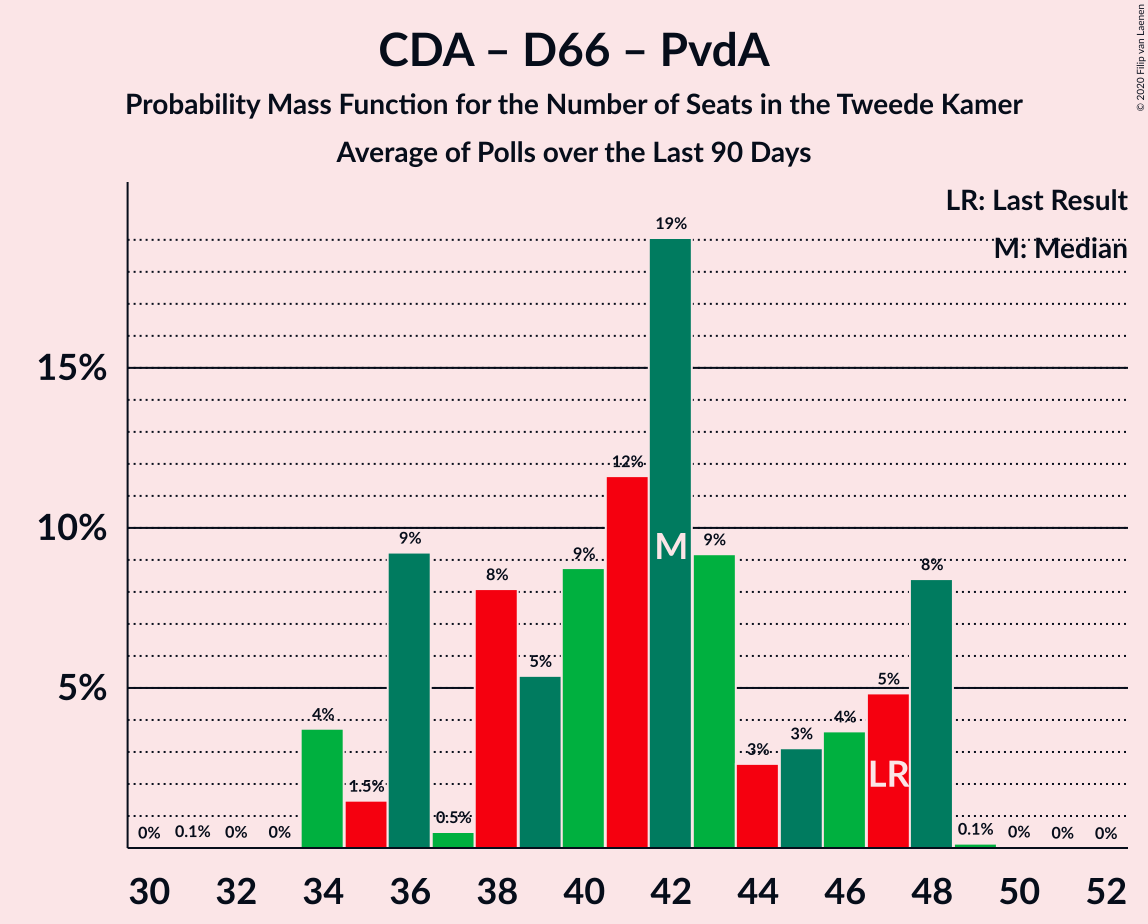 CDA – D66 – PvdA
Probability Mass Function for the Number of Seats in the Tweede Kamer
Average of Polls over the Last 90 Days
© 2020 Filip van Laenen
LR: Last Result
M: Median
15%
10%
5%
0%
0.1%
0%
0%
4%
1.5%
9%
0.5%
8%
5%
9%
12%
19%
M
9%
3%
3%
4%
5%
LR
8%
0.1%
0%
0%
0%
30 32 34 36 38 40 42 44 46 48 50 52